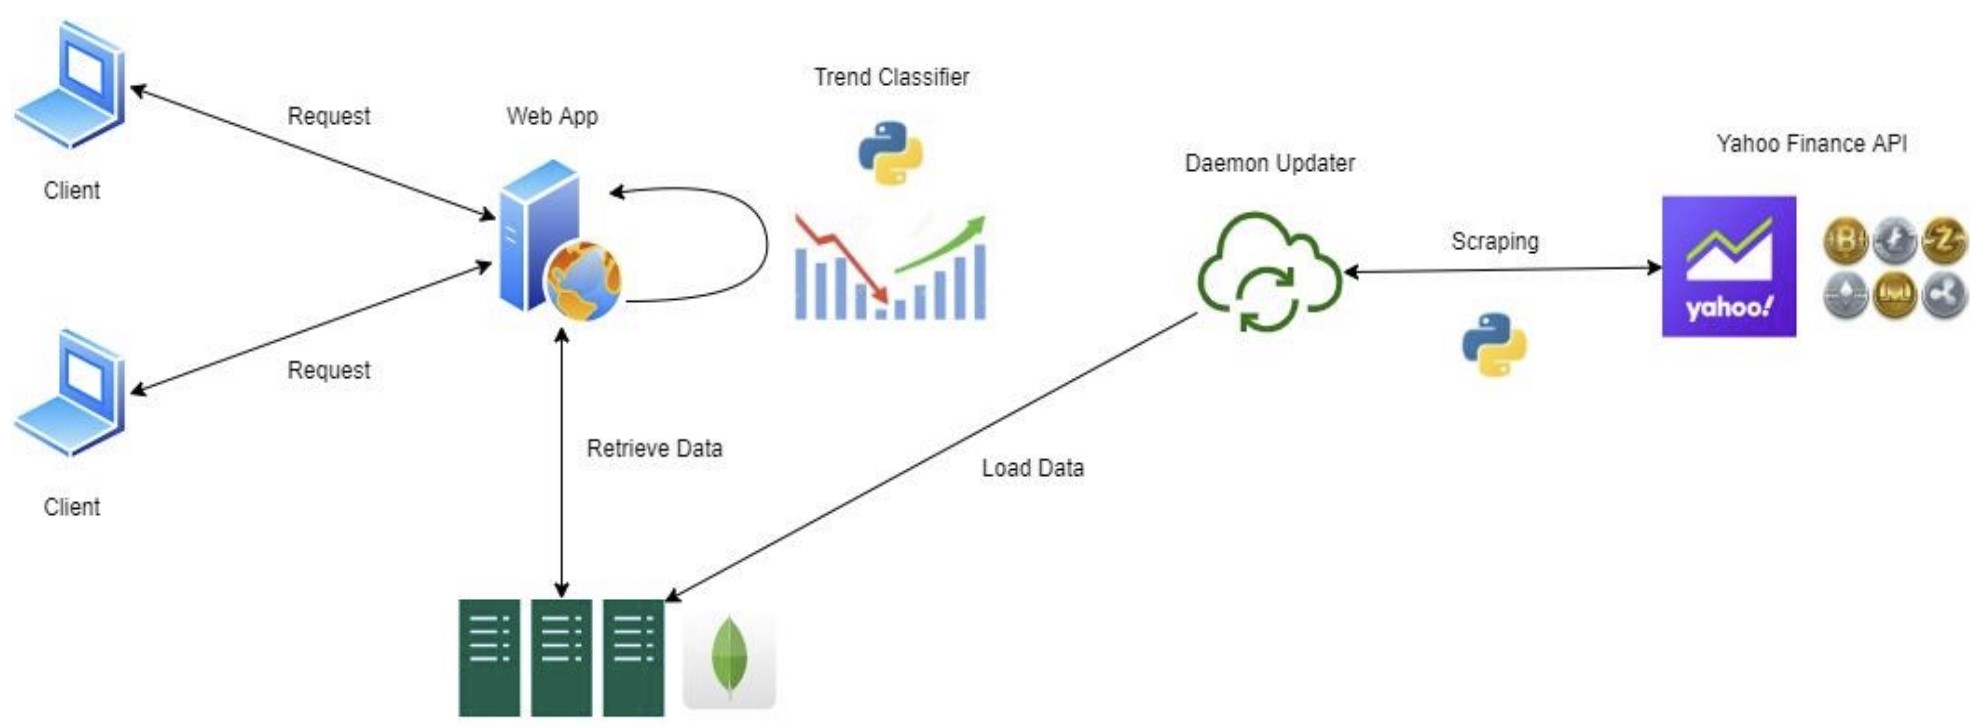 Trend Classifier
Request
Web App
Yahoo Finance API
Daemon Updater
Client
Scraping
yahoo!
Request
Retrieve Data
Load Data
Client